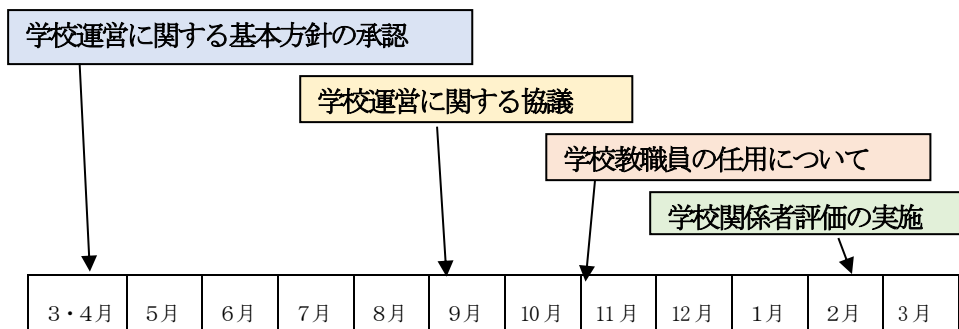 学校運営に関する基本方針の承認
学校運営に関する協議
学校教職員の任用について
学校関係者評価の実施
３・４月 ５月 ６月 ７月 ８月 ９月 10月 11月 12月 １月 ２月 ３月